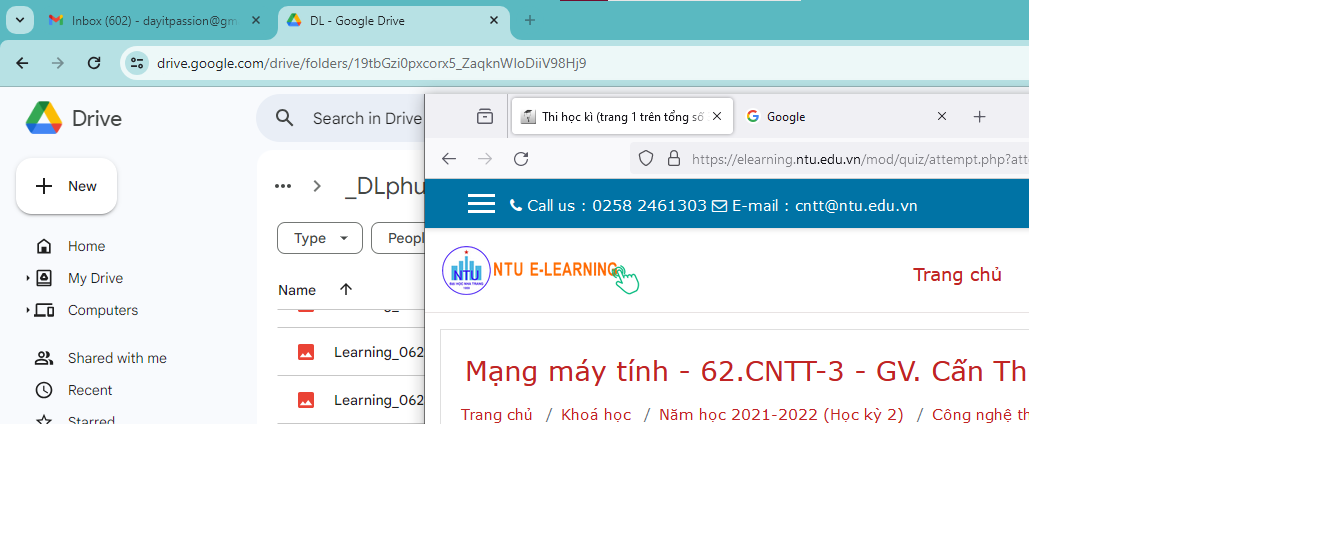 Inbox (602) - dayitpassion@gm
DL - Google Drive
drive.google.com/drive/folders/19tbGzi0pxcorx5_ZaqknWIoDiiV98Hj9
Drive
Search in Drive
New
_DLphu
Type
Peopl
Home
My Drive
Computers
Shared with me
Recent
Starred
Name
Learning_062
Learning_062
Thi học kì (trang 1 trên tổng số
Google
https://elearning.ntu.edu.vn/mod/quiz/attempt.php?att
Call us : 0258 2461303 E-mail : cntt@ntu.edu.vn
NTU
NTU E-LEARNING
Trang chủ
Mạng máy tính - 62.CNTT-3 - GV. Cấn Th
Trang chủ / Khoá học / Năm học 2021-2022 (Học kỳ 2) / Công nghệ th